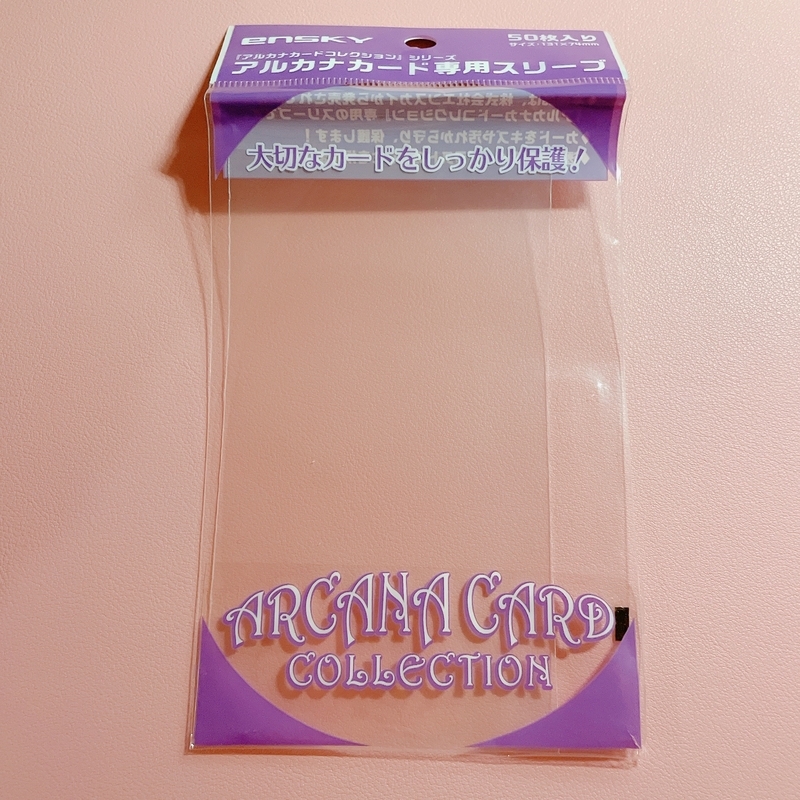 ensky
50枚入り
サイズ:131×74mm
『アルカナカードコレクション』シリーズ
アルカナカード専用スリーブ
大切なカードをしっかり保護!
ARCANA CARD
COLLECTION